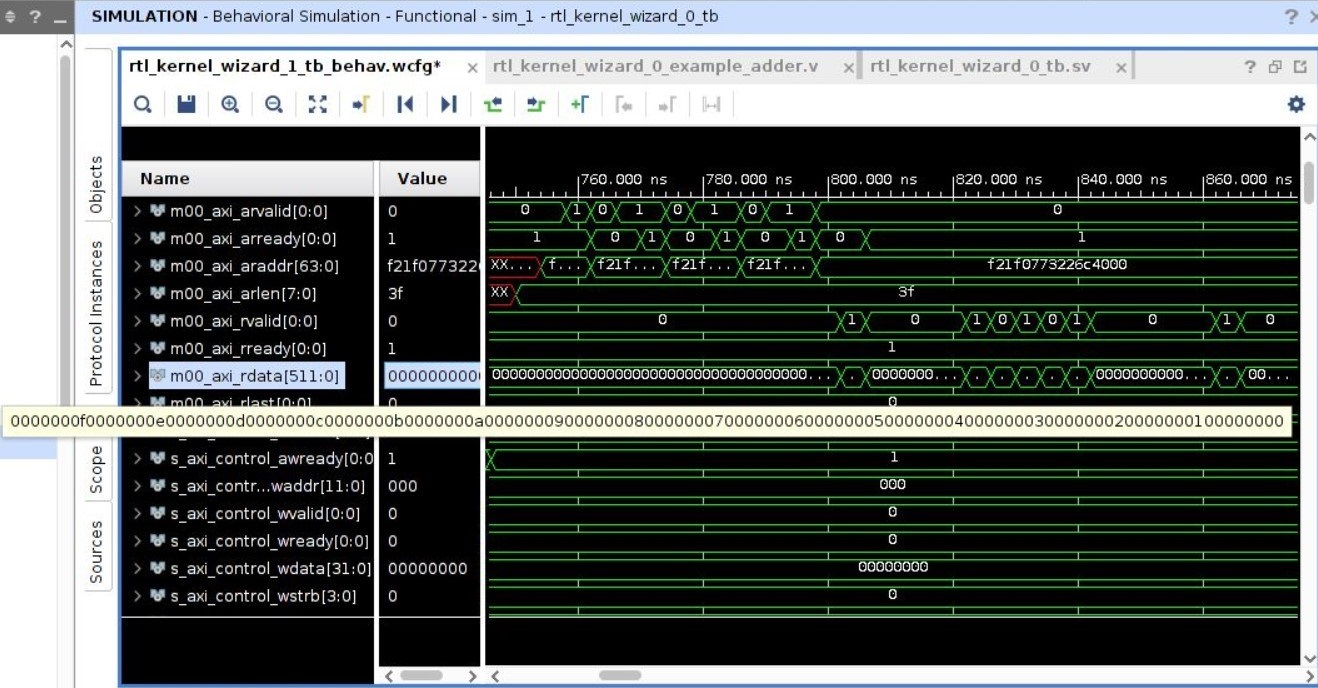 SIMULATION - Behavioral Simulation - Functional - sim_1 - rtl_kernel_wizard_0_tb
rtl_kernel_wizard_1_tb_behav.wcfg* rtl_kernel_wizard_0_example_adder.v rtl_kernel_wizard_0_tb.sv
Objects
Protocol Instances
Scope
Sources
Name Value 760.000 ns 780.000 ns 800.000 ns 820.000 ns 840.000 ns 860.000 ns
m00_axi_arvalid[0:0] 0 0 1 0 1 0 1 0 1 0
m00_axi_arready[0:0] 1 1 0 1 0 1 0 1 0 1
m00_axi_araddr[63:0] f21f0773226 XX... f... f21f... f21f... f21f... f21f0773226c4000
m00_axi_arlen[7:0] 3f XX 3f
m00_axi_rvalid[0:0] 0 0 1 0 1 0 1 0 1 0 1 0
m00_axi_rready[0:0] 1 1
m00_axi_rdata[511:0] 0000000000 000000000000000000000000000000000000... . 0000000... . . . . . 0000000000... . 00...
m00_axi_rlast[0:0] 0 0
0000000f0000000e0000000d0000000c0000000b0000000a00000009000000080000000700000006000000050000000400000003000000020000000100000000
s_axi_control_awready[0:0 1 1
s_axi_contr...waddr[11:0] 000 000
s_axi_control_wvalid[0:0] 0 0
s_axi_control_wready[0:0] 0 0
s_axi_control_wdata[31:0] 00000000 00000000
s_axi_control_wstrb[3:0] 0 0